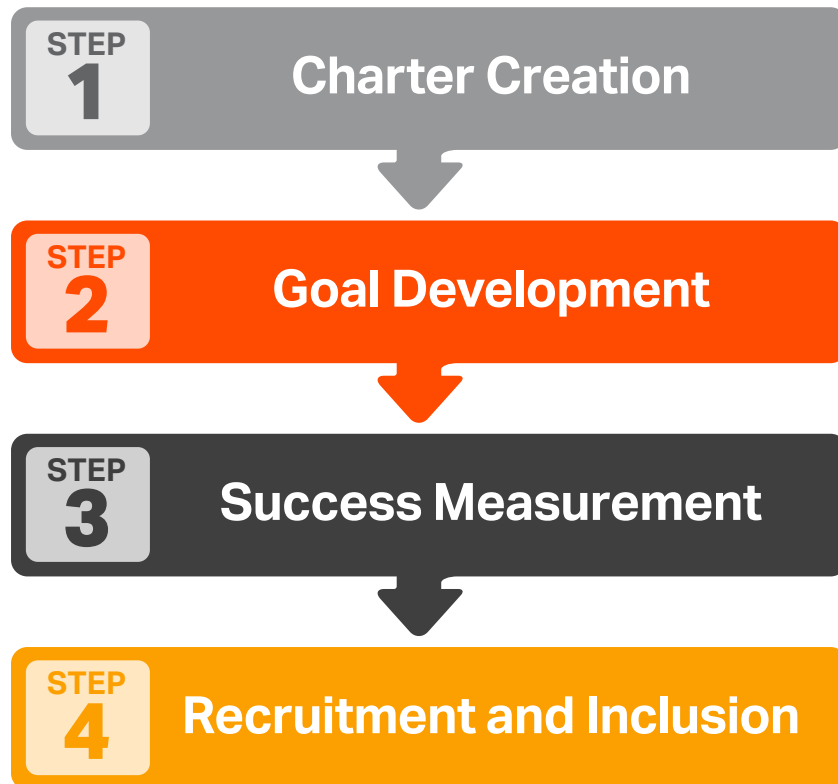 STEP
1
Charter Creation
STEP
2
Goal Development
STEP
3
Success Measurement
STEP
4
Recruitment and Inclusion